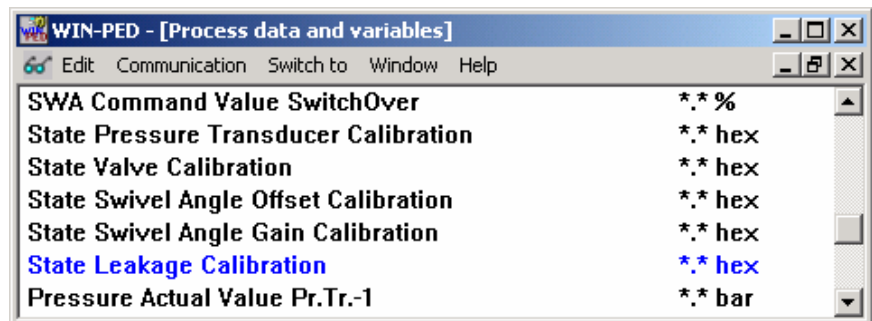 WIN-PED - [Process data and variables]
Edit Communication Switch to Window Help
SWA Command Value SwitchOver *.* %
State Pressure Transducer Calibration *.* hex
State Valve Calibration *.* hex
State Swivel Angle Offset Calibration *.* hex
State Swivel Angle Gain Calibration *.* hex
State Leakage Calibration *.* hex
Pressure Actual Value Pr.Tr.-1 *.* bar